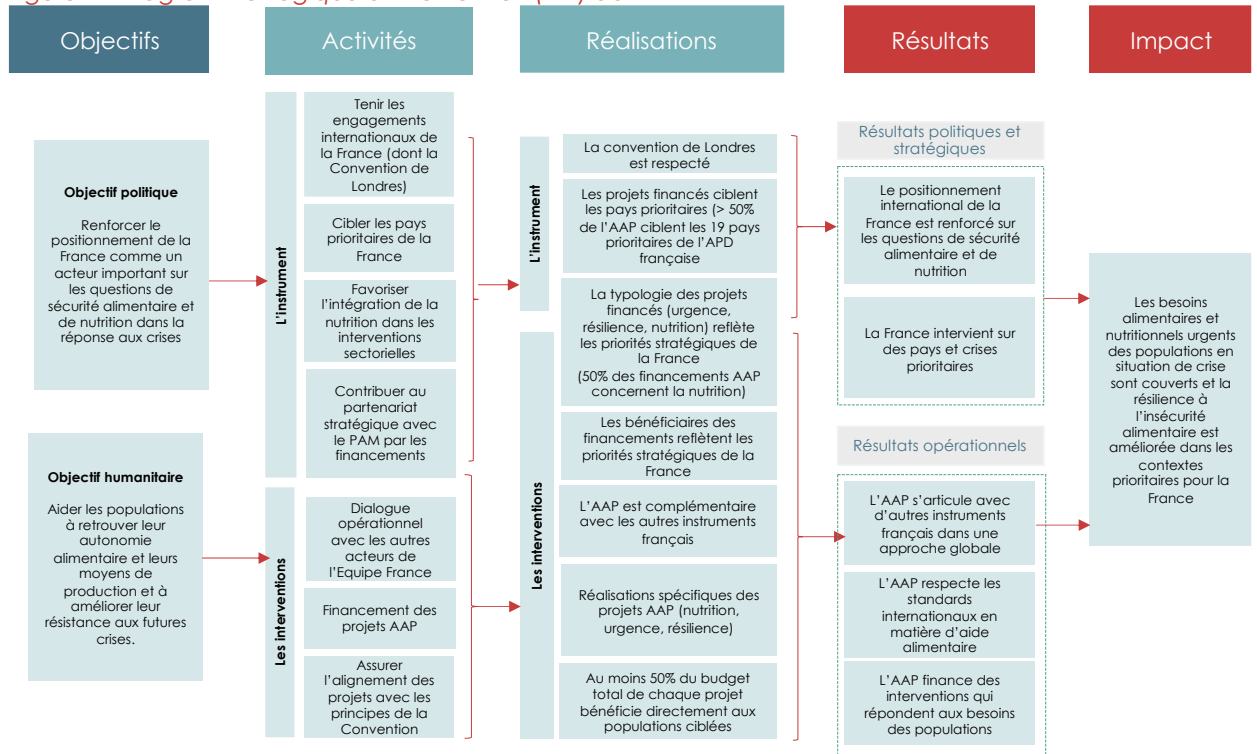 Objectifs
Activités
Réalisations
Résultats
Impact
Objectif politique
Renforcer le
positionnement de la
France comme un
acteur important sur
les questions de
sécurité alimentaire et
de nutrition dans la
réponse aux crises
Objectif humanitaire
Aider les populations
à retrouver leur
autonomie
alimentaire et leurs
moyens de
production et à
améliorer leur
résistance aux futures
crises.
L'instrument
Tenir les
engagements
internationaux de
la France (dont la
Convention de
Londres)
Cibler les pays
prioritaires de la
France
Favoriser
l'intégration de la
nutrition dans les
interventions
sectorielles
Contribuer au
partenariat
stratégique avec
le PAM par les
financements
Les interventions
Dialogue
opérationnel
avec les autres
acteurs de
l'Equipe France
Financement des
projets AAP
Assurer
l'alignement des
projets avec les
principes de la
Convention
L'instrument
La convention de Londres
est respecté
Les projets financés ciblent
les pays prioritaires (> 50%
de l'AAP ciblent les 19 pays
prioritaires de l'APD
française
La typologie des projets
financés (urgence,
résilience, nutrition) reflète
les priorités stratégiques de
la France
(50% des financements AAP
concernent la nutrition)
Les interventions
Les bénéficiaires des
financements reflètent les
priorités stratégiques de la
France
L'AAP est complémentaire
avec les autres instruments
français
Réalisations spécifiques des
projets AAP (nutrition,
urgence, résilience)
Au moins 50% du budget
total de chaque projet
bénéficie directement aux
populations ciblées
Résultats politiques et
stratégiques
Le positionnement
international de la
France est renforcé sur
les questions de sécurité
alimentaire et de
nutrition
La France intervient sur
des pays et crises
prioritaires
Résultats opérationnels
L'AAP s'articule avec
d'autres instruments
français dans une
approche globale
L'AAP respecte les
standards
internationaux en
matière d'aide
alimentaire
L'AAP finance des
interventions qui
répondent aux besoins
des populations
Les besoins
alimentaires et
nutritionnels urgents
des populations en
situation de crise
sont couverts et la
résilience à
l'insécurité
alimentaire est
améliorée dans les
contextes
prioritaires pour la
France